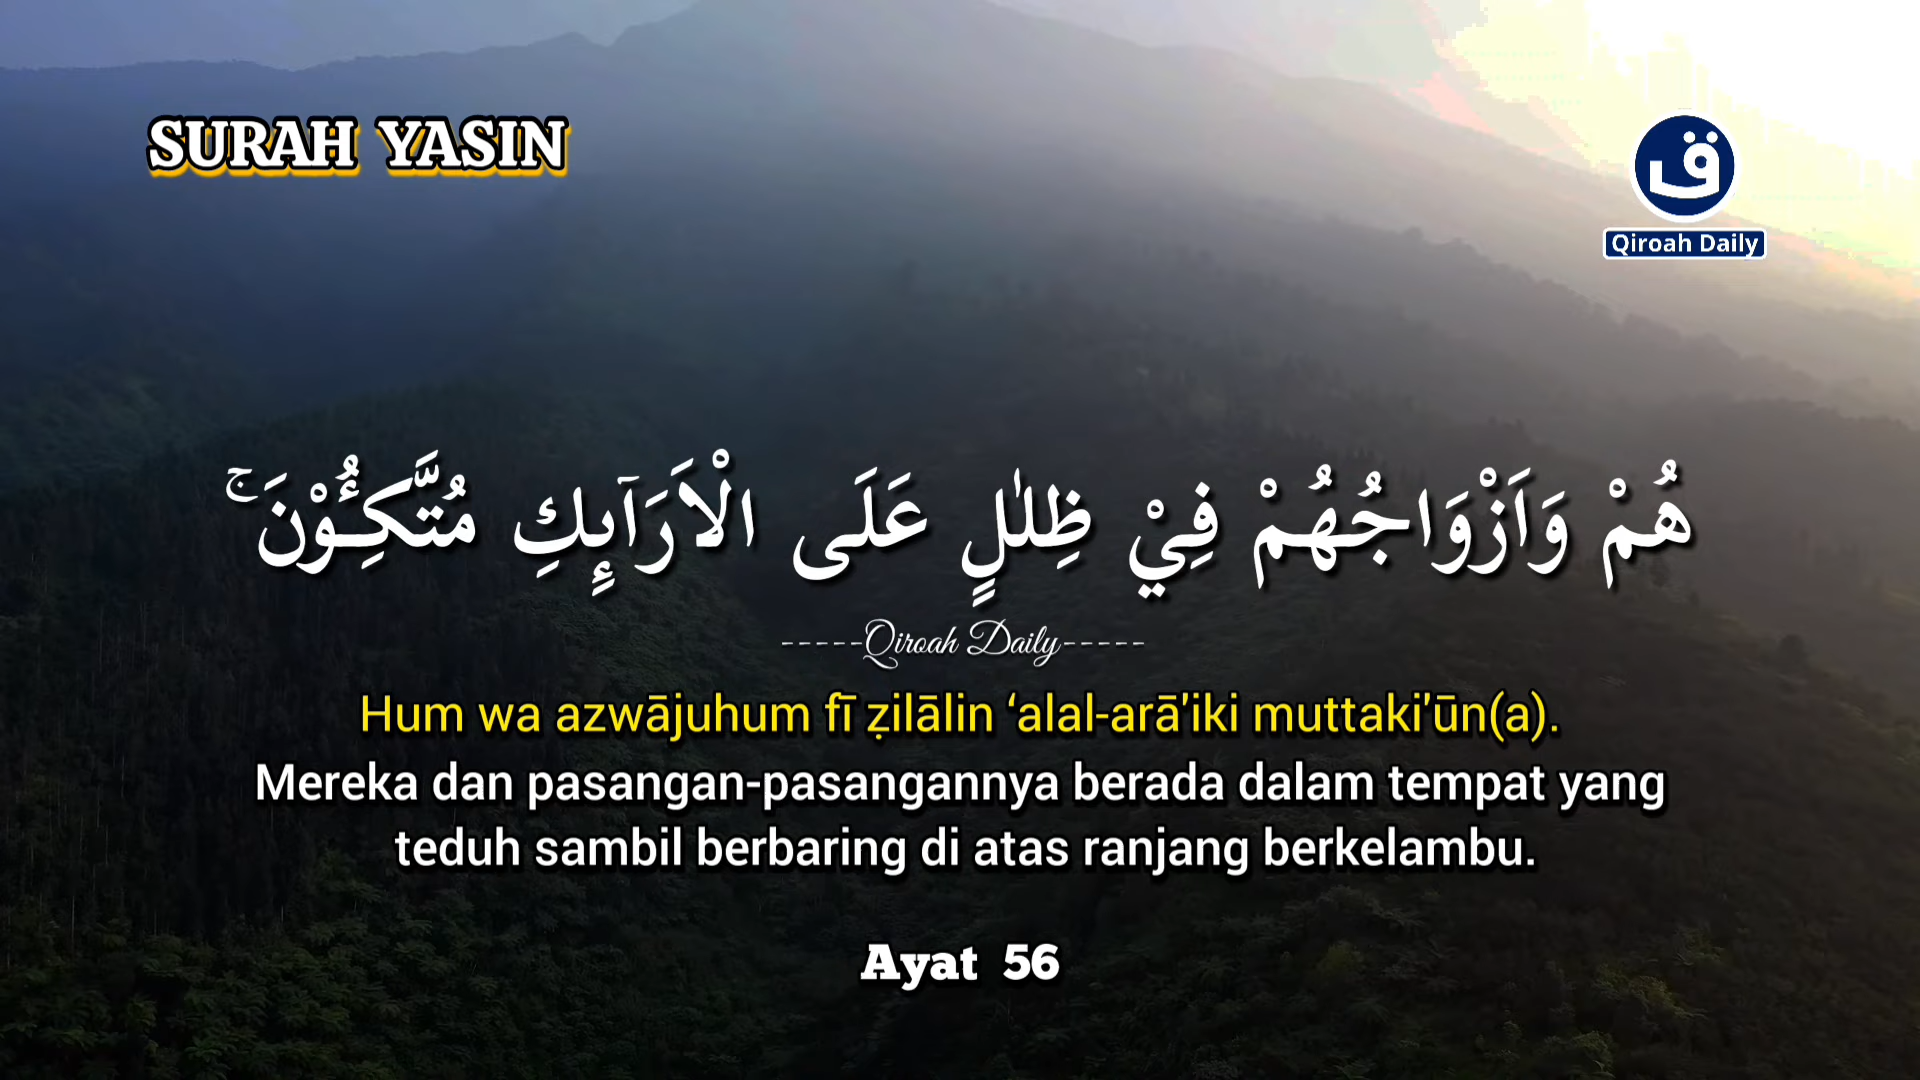 SURAH YASIN
ق
Qiroah Daily
هُمْ وَاَزْوَاجُهُمْ فِيْ ظِلٰلٍ عَلَى الْاَرَاۤىِٕكِ مُتَّكِـُٔوْنَ ۚ
-----Qiroah Daily-----
Hum wa azwājuhum fī ẓilālin ‘alal-arā'iki muttaki'ūn(a).
Mereka dan pasangan-pasangannya berada dalam tempat yang
teduh sambil berbaring di atas ranjang berkelambu.
Ayat 56